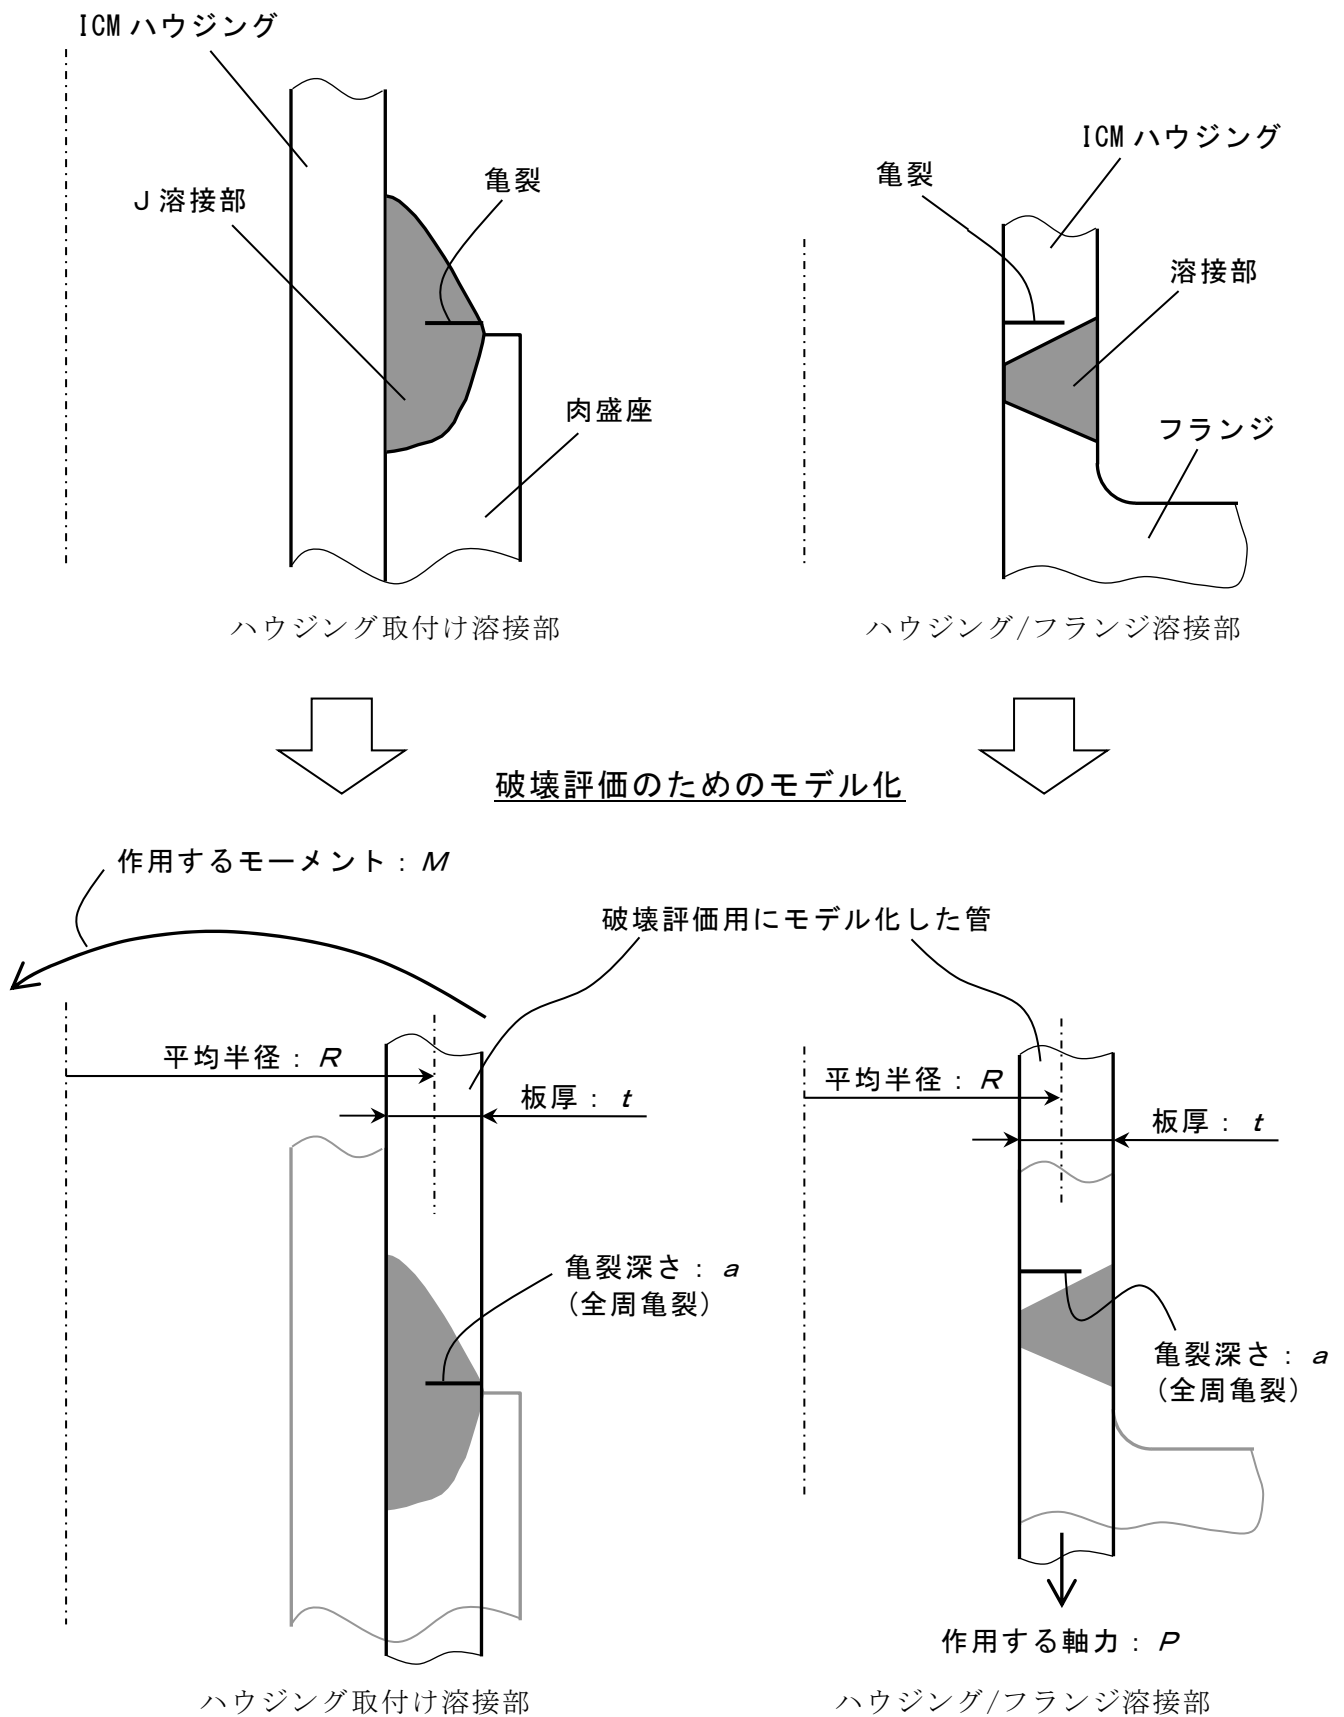 ICM ハウジング
J 溶接部
亀裂
肉盛座
ハウジング取付け溶接部
ICM ハウジング
亀裂
溶接部
フランジ
ハウジング/フランジ溶接部
破壊評価のためのモデル化
作用するモーメント： M
破壊評価用にモデル化した管
平均半径： R
板厚： t
亀裂深さ： a
(全周亀裂)
ハウジング取付け溶接部
平均半径： R
板厚： t
亀裂深さ： a
(全周亀裂)
作用する軸力： P
ハウジング/フランジ溶接部